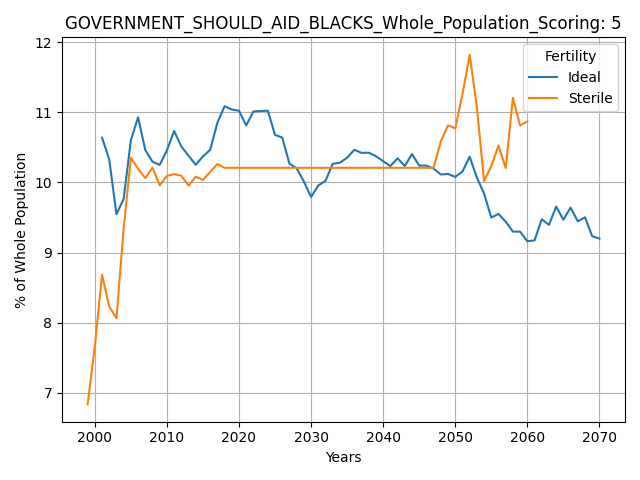 GOVERNMENT_SHOULD_AID_BLACKS_Whole_Population_Scoring: 5
Fertility
Ideal
Sterile
% of Whole Population
12
11
10
9
8
7
2000 2010 2020 2030 2040 2050 2060 2070
Years